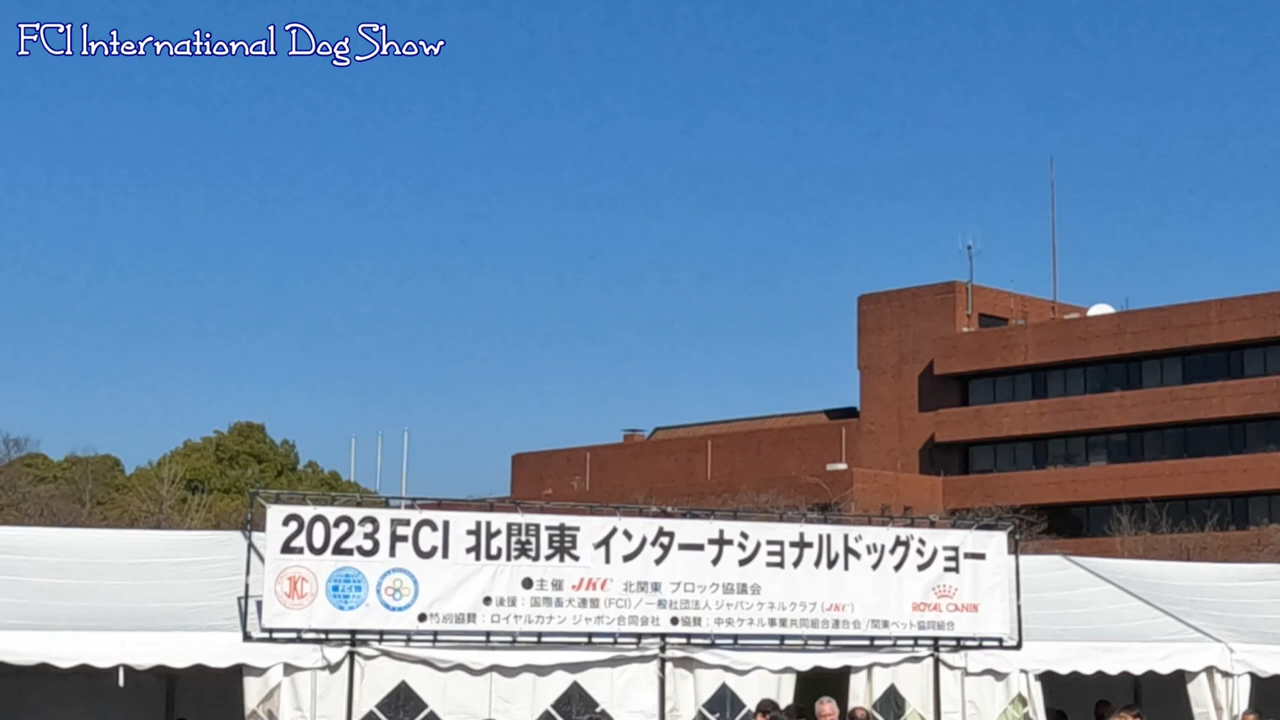 FCI International Dog Show
2023 FCI 北関東 インターナショナルドッグショー
JKC
●主催 JKC 北関東 ブロック協議会
●後援：国際畜犬連盟(FCI)／一般社団法人ジャパンケネルクラブ(JKC)
ROYAL CANIN
●特別協賛：ロイヤルカナン ジャポン合同会社 ●協賛：中央ケネル事業共同組合連合会/関東ペット協同組合